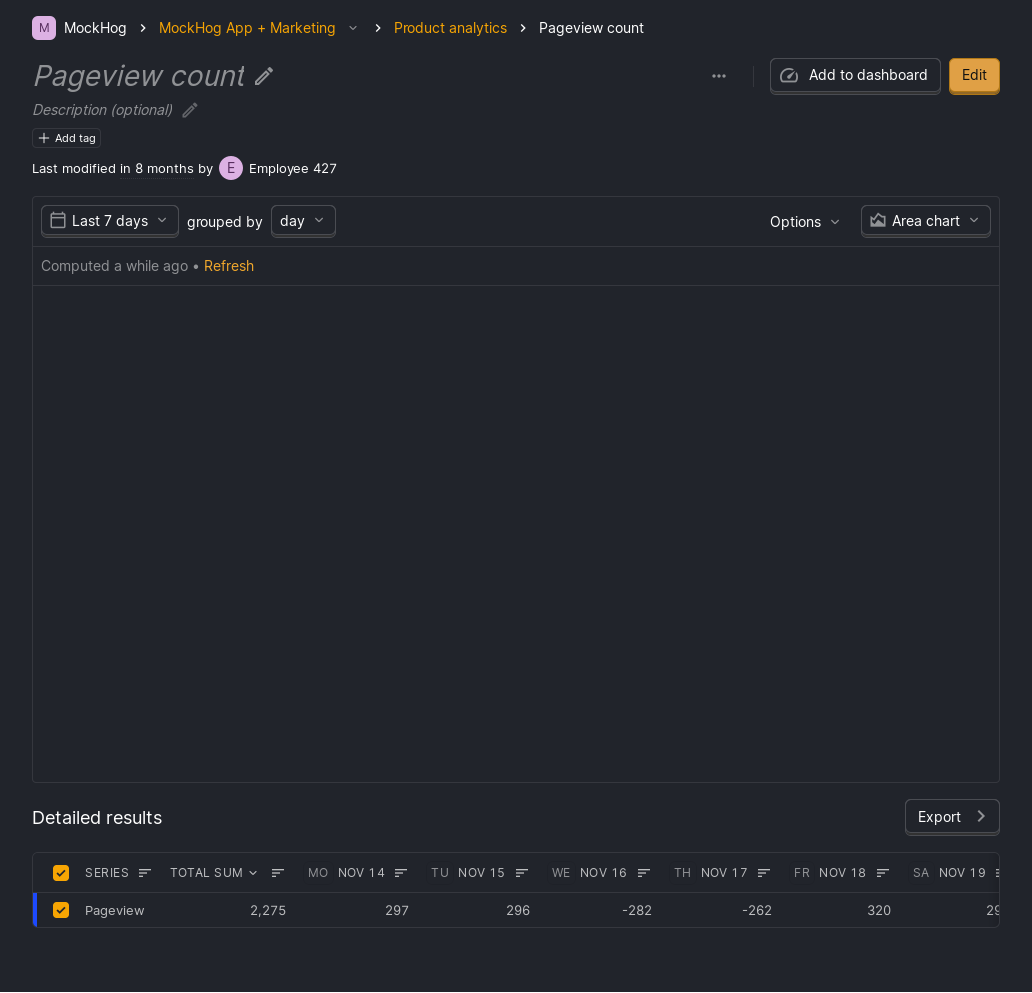 M MockHog > MockHog App + Marketing > Product analytics > Pageview count
Pageview count
Add to dashboard
Edit
Description (optional)
+ Add tag
Last modified in 8 months by E Employee 427
Last 7 days grouped by day
Options
Area chart
Computed a while ago • Refresh
Detailed results
Export
SERIES TOTAL SUM MO NOV 14 TU NOV 15 WE NOV 16 TH NOV 17 FR NOV 18 SA NOV 19
Pageview 2,275 297 296 -282 -262 320